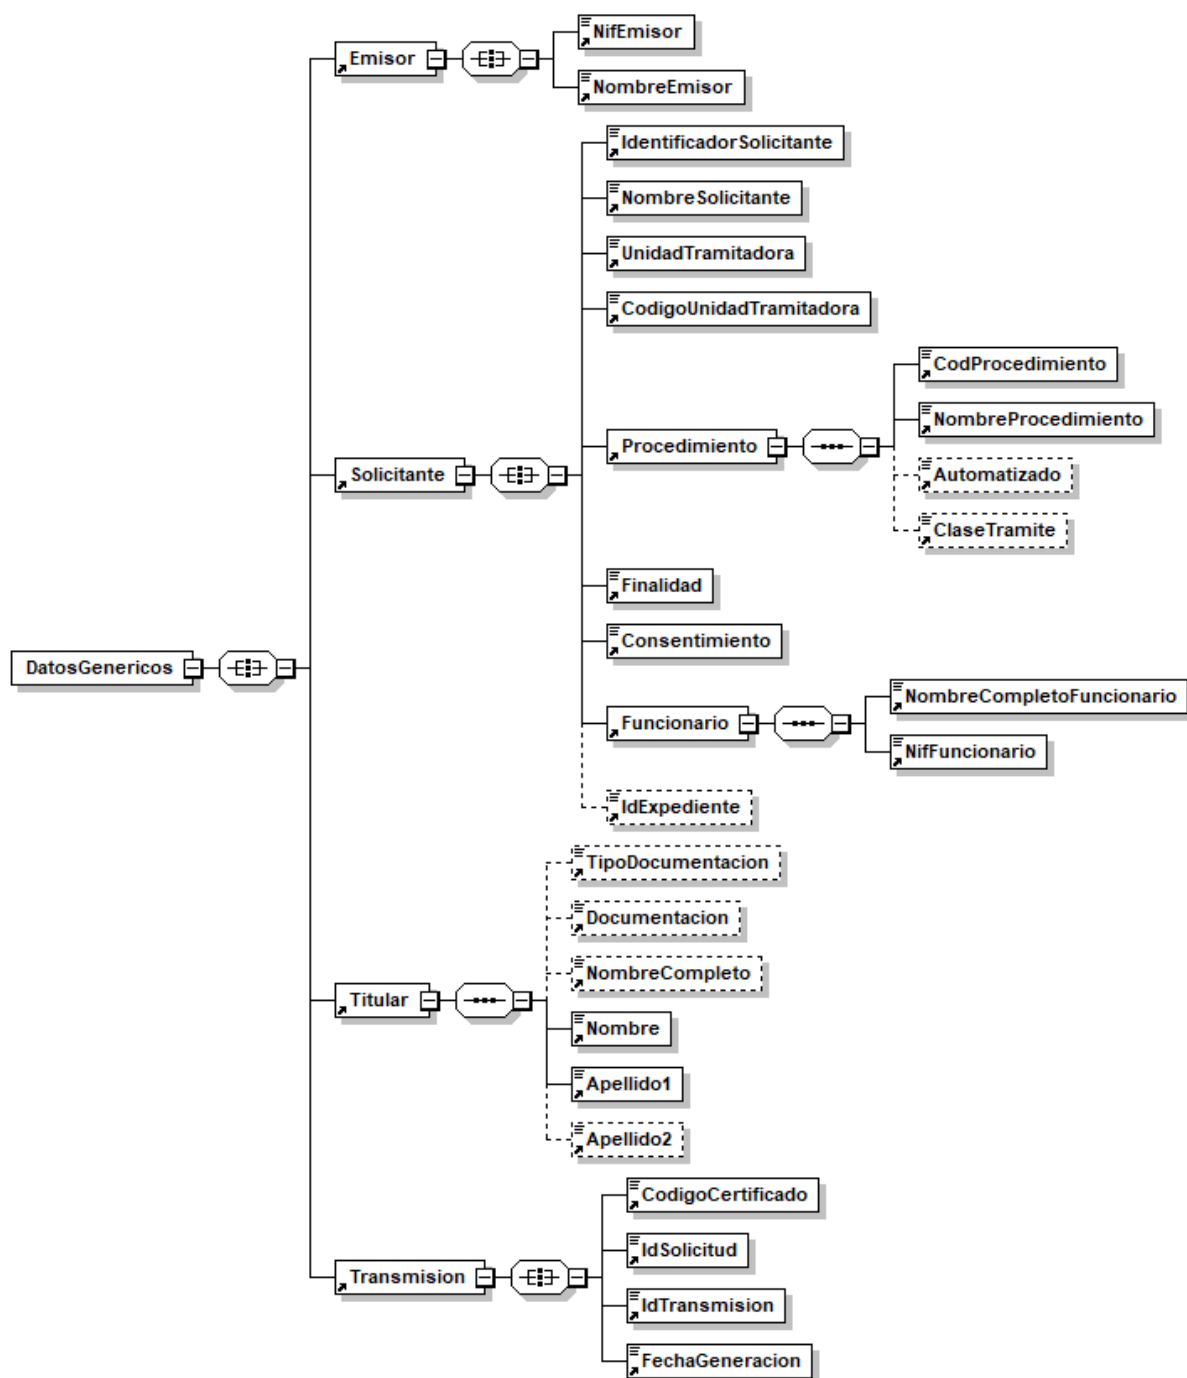 NifEmisor
Emisor
NombreEmisor
IdentificadorSolicitante
NombreSolicitante
UnidadTramitadora
CodigoUnidadTramitadora
CodProcedimiento
NombreProcedimiento
Procedimiento
Solicitante
Automatizado
ClaseTramite
Finalidad
Consentimiento
DatosGenericos
NombreCompletoFuncionario
Funcionario
NifFuncionario
IdExpediente
TipoDocumentacion
Documentacion
NombreCompleto
Titular
Nombre
Apellido1
Apellido2
CodigoCertificado
IdSolicitud
Transmision
IdTransmision
FechaGeneracion